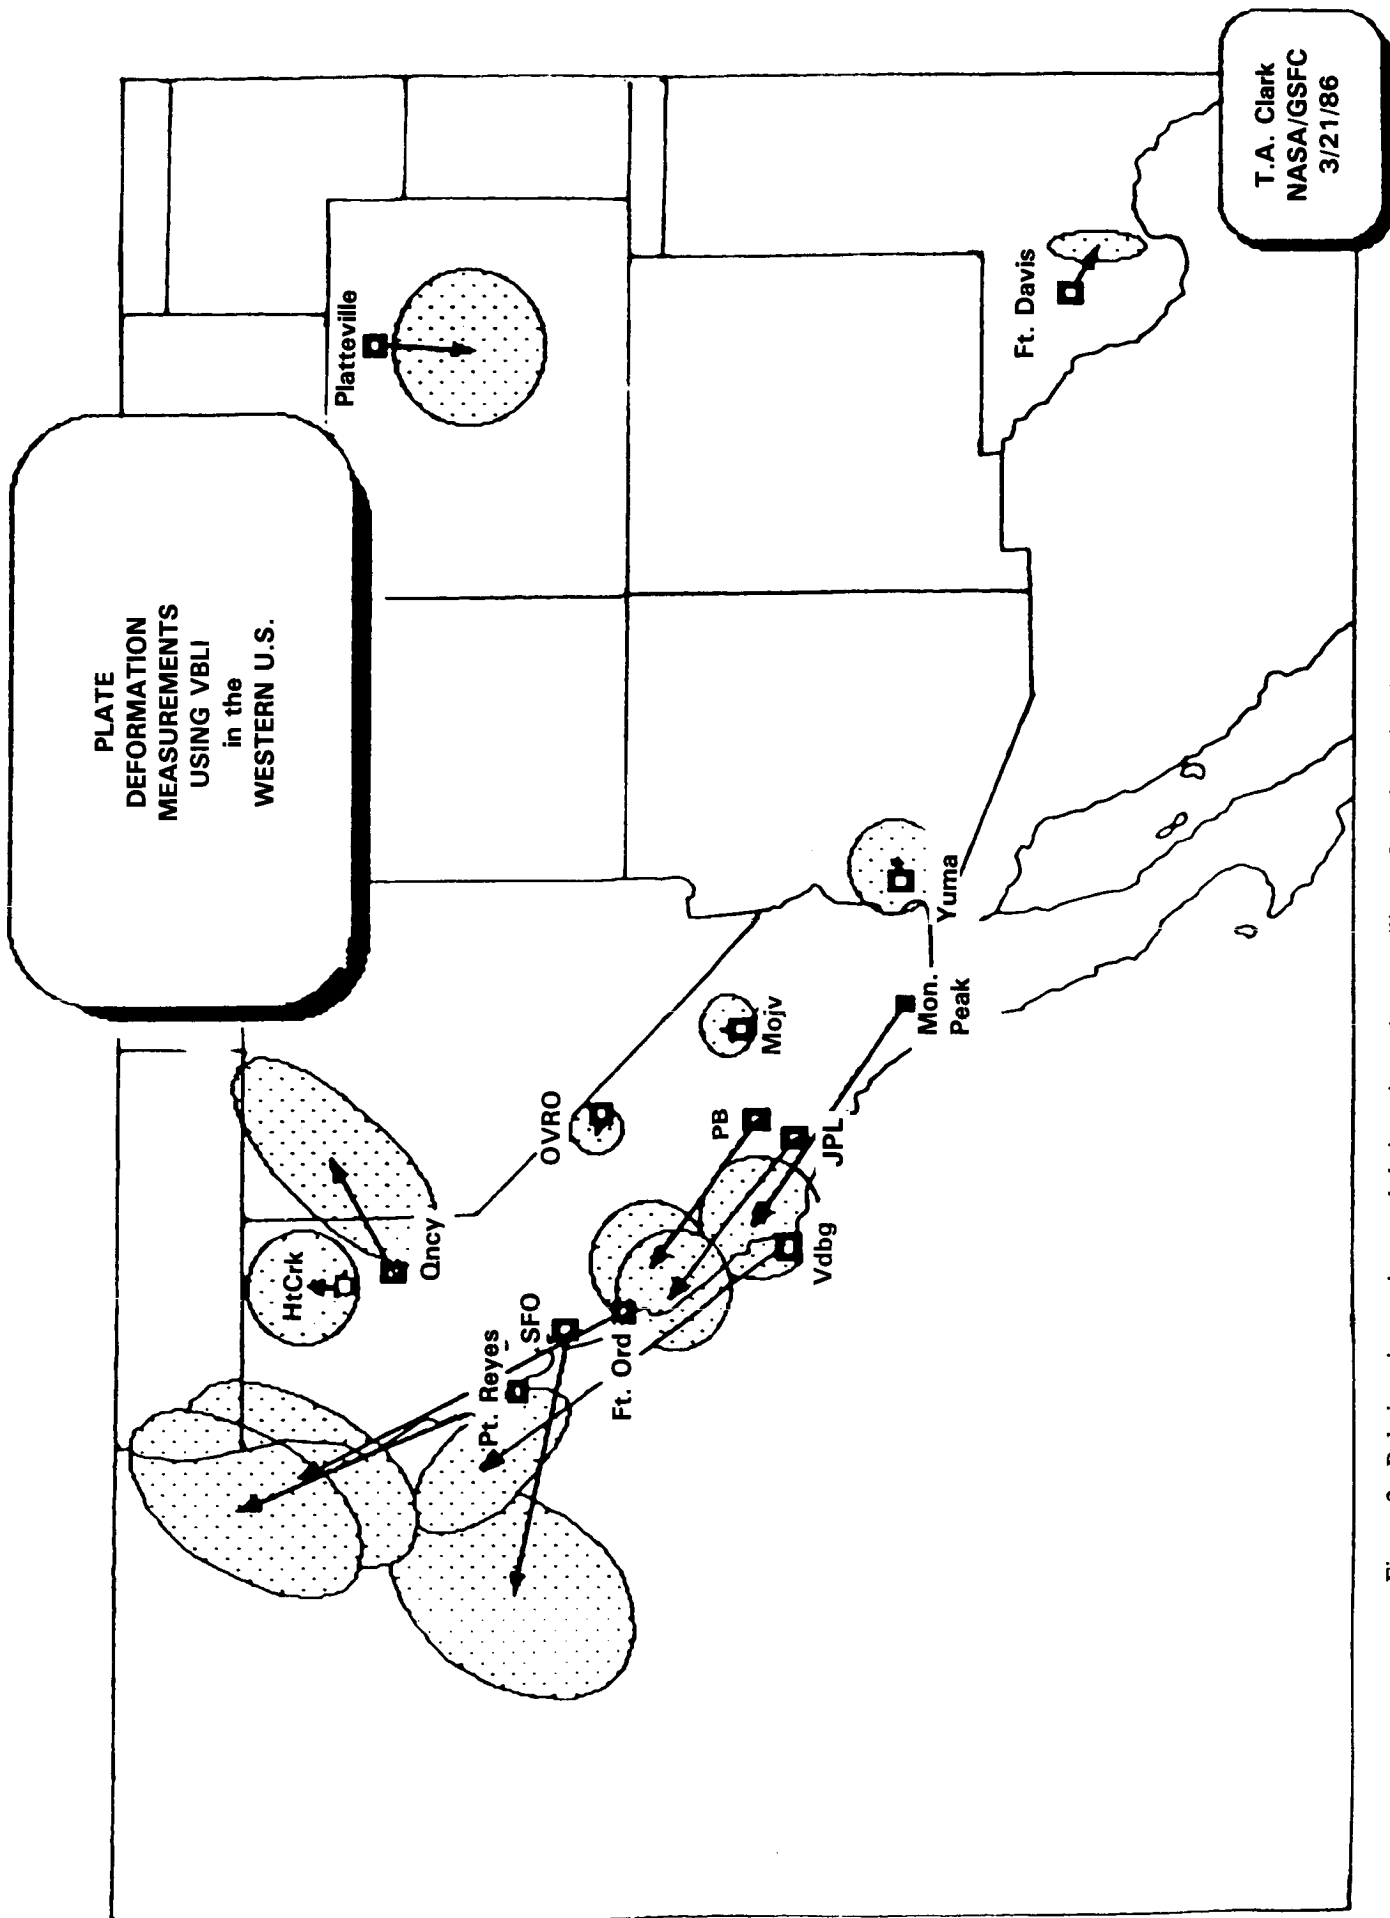 PLATE
DEFORMATION
MEASUREMENTS
USING VBLI
in the
WESTERN U.S.
HtCrk
Qncy
Platteville
Pt. Reyes
SFO
OVRO
Ft. Ord
PB
Mojv
JPL
Vdbg
Mon.
Peak
Yuma
Ft. Davis
T.A. Clark
NASA/GSFC
3/21/86